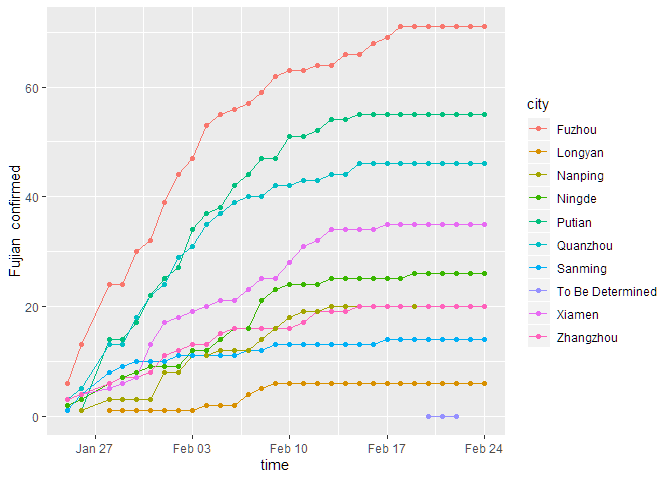 Fujian confirmed
60
40
20
0
Jan 27
Feb 03
Feb 10
Feb 17
Feb 24
time
city
Fuzhou
Longyan
Nanping
Ningde
Putian
Quanzhou
Sanming
To Be Determined
Xiamen
Zhangzhou